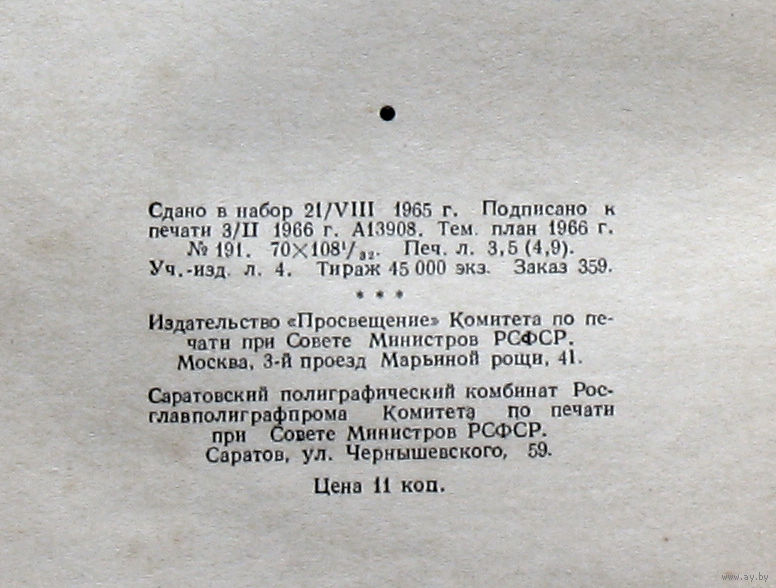 Сдано в набор 21/VIII 1965 г. Подписано к
печати 3/II 1966 г. А13908. Тем. план 1966 г.
№ 191. 70×108¹/₃₂. Печ. л. 3,5 (4,9).
Уч.-изд. л. 4. Тираж 45 000 экз. Заказ 359.
* * *
Издательство «Просвещение» Комитета по пе-
чати при Совете Министров РСФСР.
Москва, 3-й проезд Марьиной рощи, 41.
Саратовский полиграфический комбинат Рос-
главполиграфпрома Комитета по печати
при Совете Министров РСФСР.
Саратов, ул. Чернышевского, 59.
Цена 11 коп.
www.ay.by